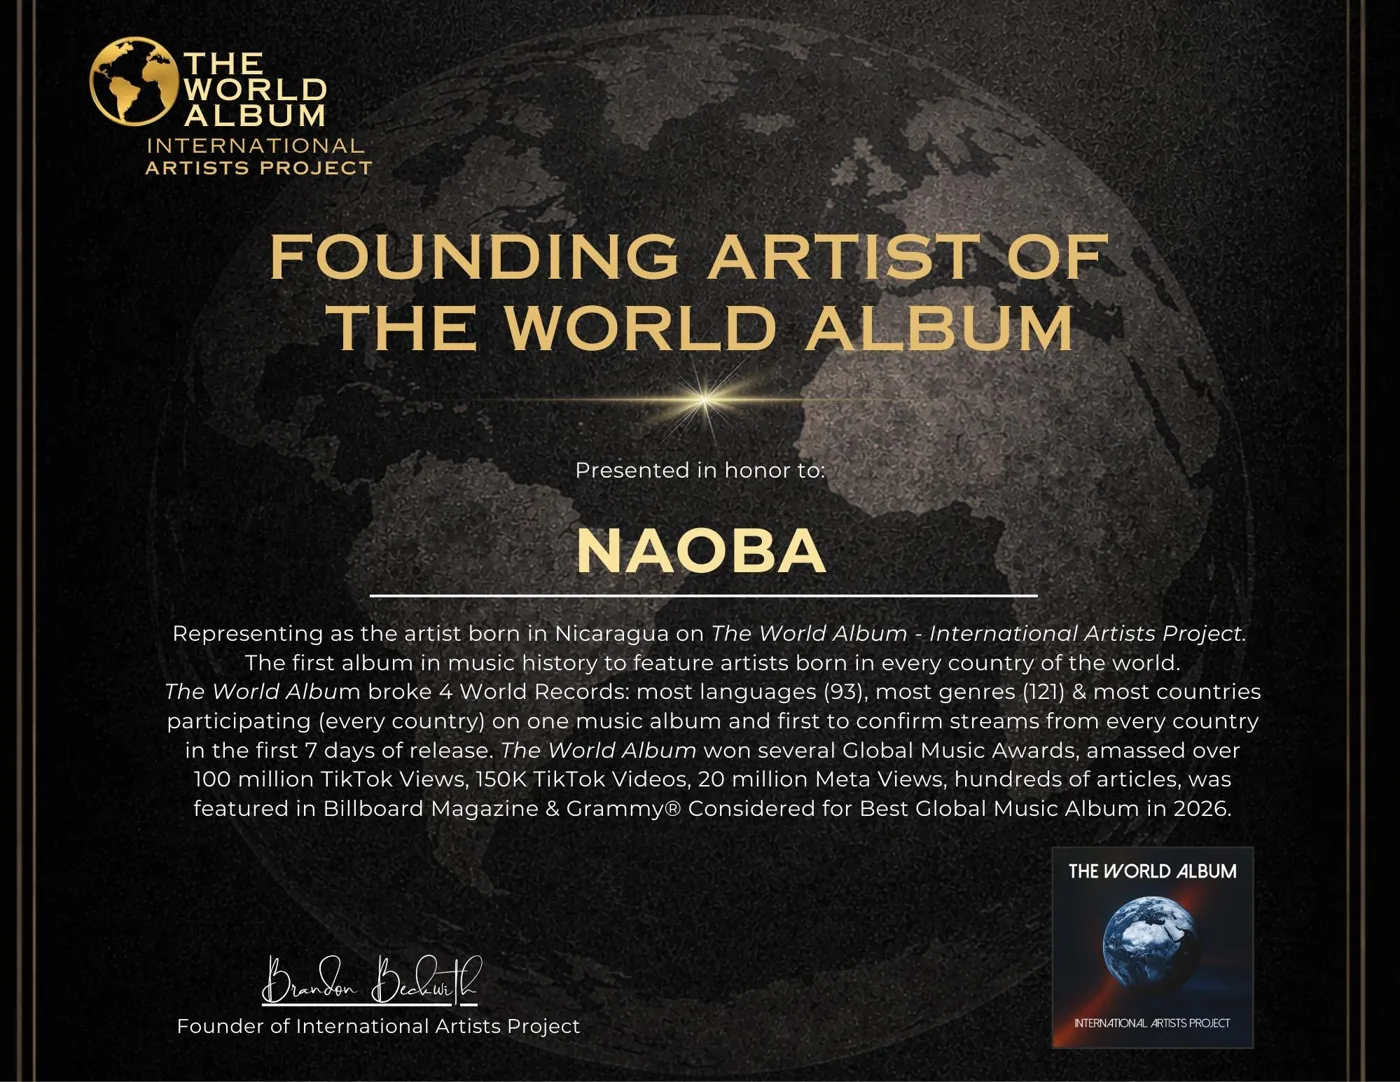 THE
WORLD
ALBUM
INTERNATIONAL
ARTISTS PROJECT
FOUNDING ARTIST OF
THE WORLD ALBUM
Presented in honor to:
NAOBA
Representing as the artist born in Nicaragua on The World Album - International Artists Project.
The first album in music history to feature artists born in every country of the world.
The World Album broke 4 World Records: most languages (93), most genres (121) & most countries
participating (every country) on one music album and first to confirm streams from every country
in the first 7 days of release. The World Album won several Global Music Awards, amassed over
100 million TikTok Views, 150K TikTok Videos, 20 million Meta Views, hundreds of articles, was
featured in Billboard Magazine & Grammy® Considered for Best Global Music Album in 2026.
Brandon Beckwith
Founder of International Artists Project
THE WORLD ALBUM
INTERNATIONAL ARTISTS PROJECT